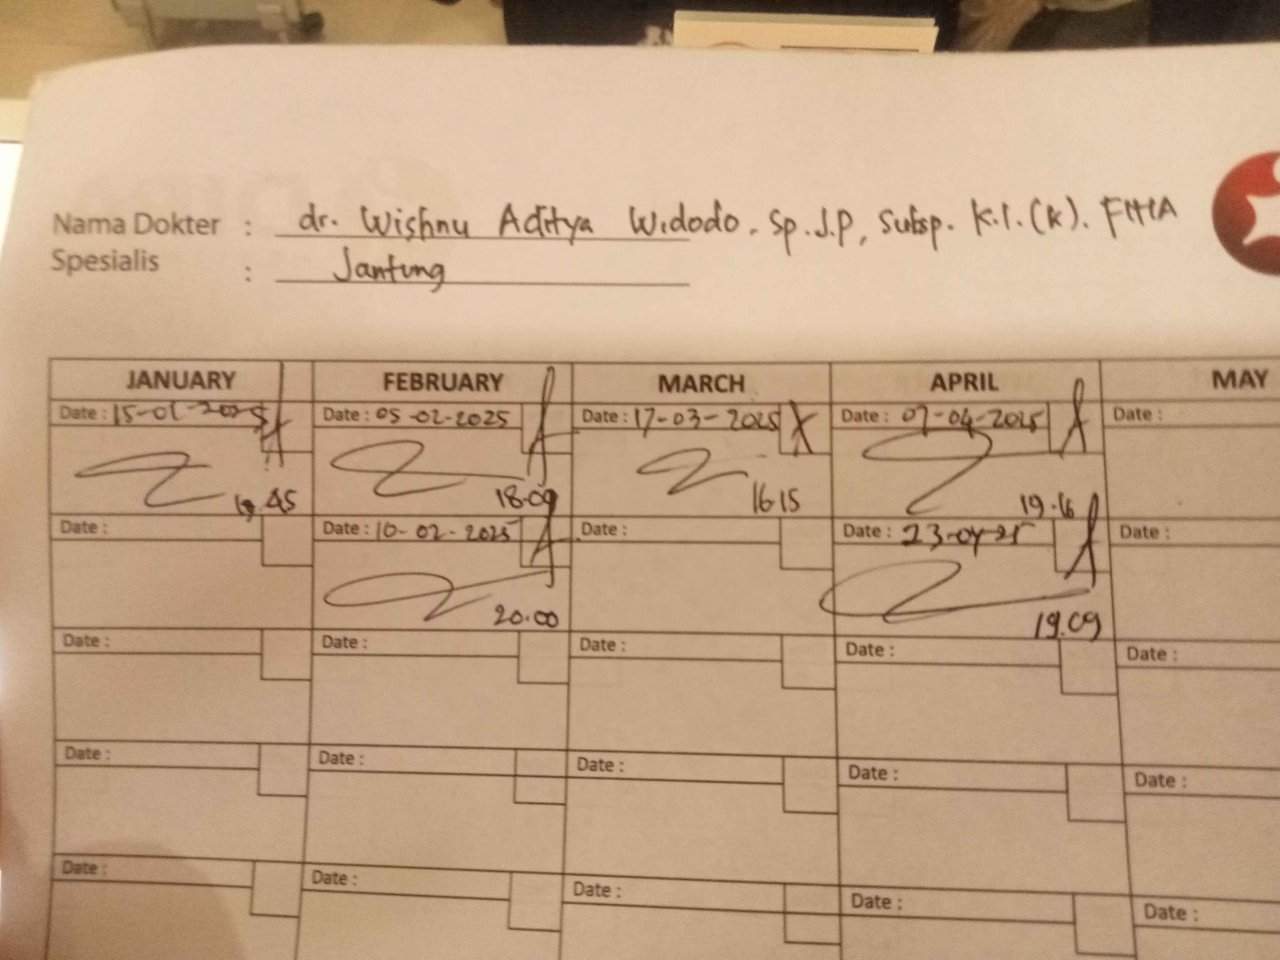 Nama Dokter : dr. Wishnu Aditya Widodo. Sp.J.P, Subsp. K.I.(K). FIHA
Spesialis : Jantung
JANUARY FEBRUARY MARCH APRIL MAY
Date : 15-01-2025 Date : 05-02-2025 Date : 17-03-2025 Date : 07-04-2025 Date :
45 18.09 16 15 19.16
Date : Date : 10-02-2025 Date : Date : 23-04-25 Date :
20.00 19.09
Date : Date : Date : Date : Date :
Date : Date : Date : Date : Date :
Date : Date : Date : Date : Date :